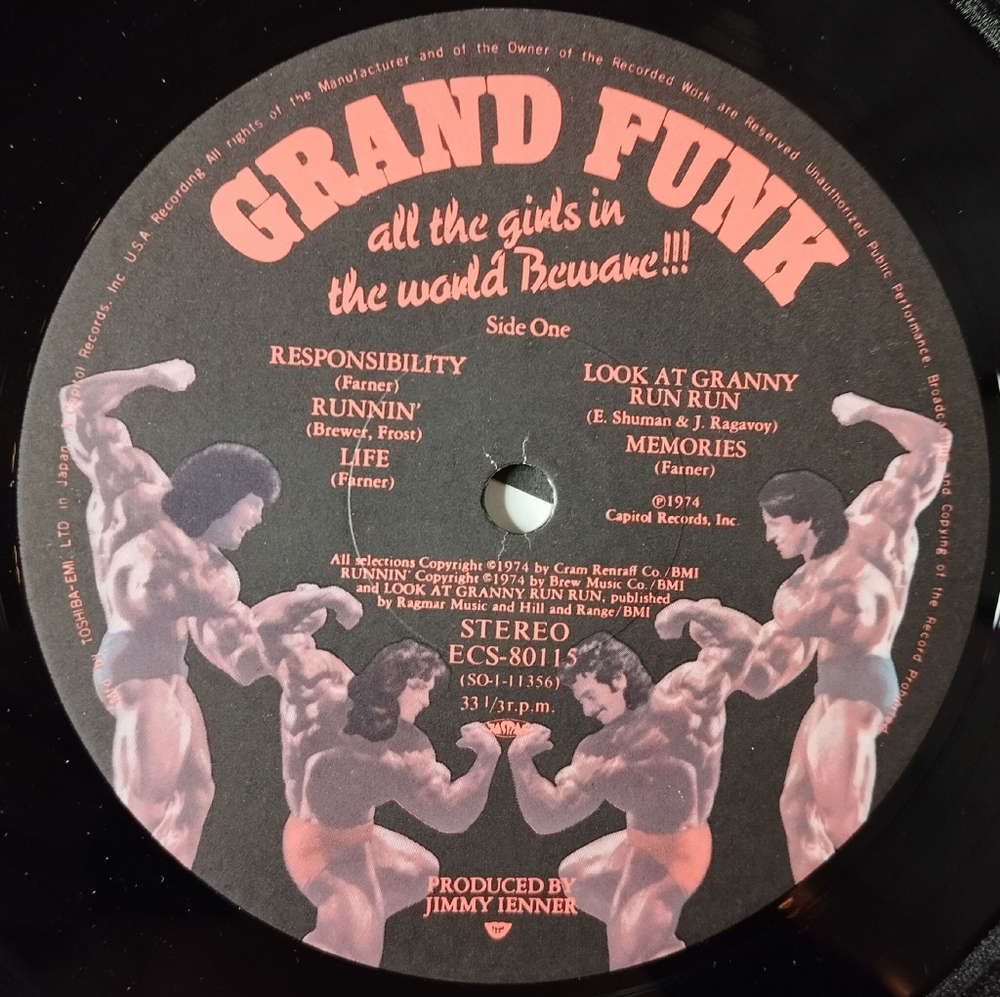 GRAND FUNK
all the girls in
the world Beware!!!
Side One
RESPONSIBILITY
(Farner)
RUNNIN'
(Brewer, Frost)
LIFE
(Farner)
LOOK AT GRANNY
RUN RUN
(E. Shuman & J. Ragavoy)
MEMORIES
(Farner)
℗1974
Capitol Records, Inc.
All selections Copyright ©1974 by Cram Renraff Co./BMI
RUNNIN' Copyright ©1974 by Brew Music Co./BMI
and LOOK AT GRANNY RUN RUN, published
by Ragmar Music and Hill and Range/BMI
STEREO
ECS-80115
(SO-1-11356)
33 1/3 r.p.m.
PRODUCED BY
JIMMY IENNER
by TOSHIBA-EMI LTD in Japan A Capitol Records, Inc. U.S.A. Recording All rights of the Manufacturer and of the Owner of the Recorded Work are Reserved Unauthorized Public Performance, and Copying of the Record Prohibited